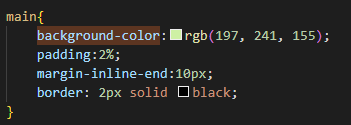 main{
background-color:rgb(197, 241, 155);
padding:2%;
margin-inline-end:10px;
border: 2px solid black;
}